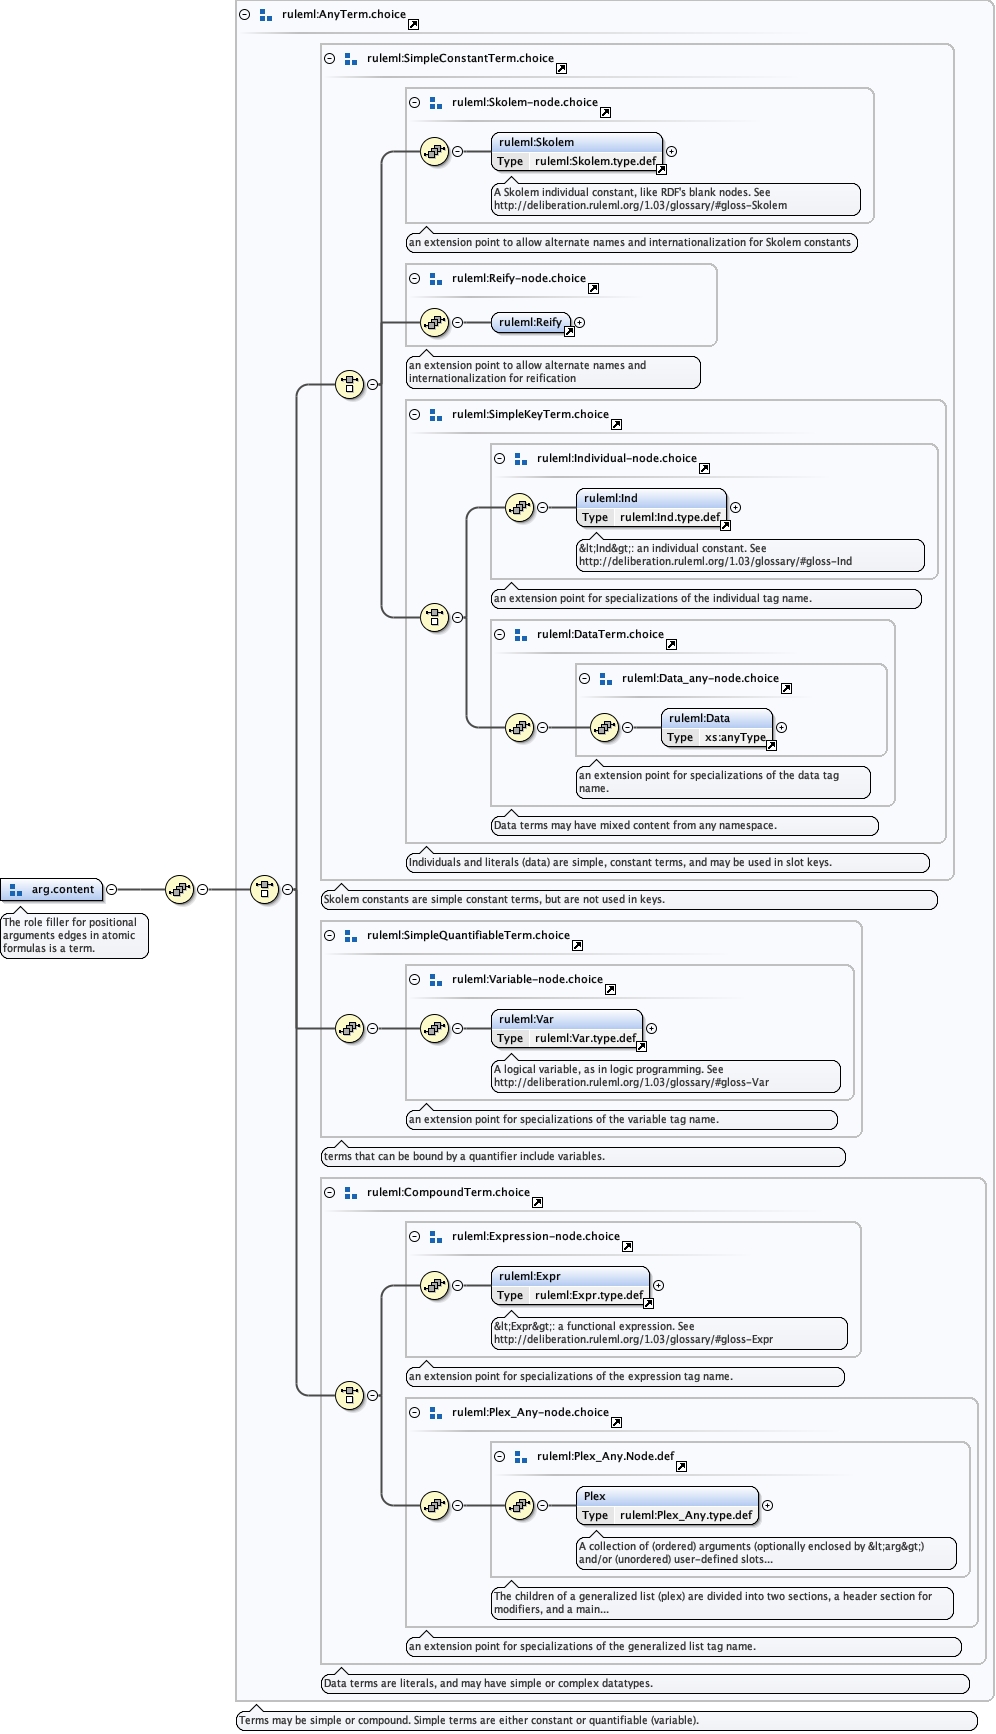 ruleml:AnyTerm.choice
ruleml:SimpleConstantTerm.choice
ruleml:Skolem-node.choice
ruleml:Skolem
Type ruleml:Skolem.type.def
A Skolem individual constant, like RDF's blank nodes. See
http://deliberation.ruleml.org/1.03/glossary/#gloss-Skolem
an extension point to allow alternate names and internationalization for Skolem constants
ruleml:Reify-node.choice
ruleml:Reify
an extension point to allow alternate names and
internationalization for reification
ruleml:SimpleKeyTerm.choice
ruleml:Individual-node.choice
ruleml:Ind
Type ruleml:Ind.type.def
&lt;Ind&gt;: an individual constant. See
http://deliberation.ruleml.org/1.03/glossary/#gloss-Ind
an extension point for specializations of the individual tag name.
ruleml:DataTerm.choice
ruleml:Data_any-node.choice
ruleml:Data
Type xs:anyType
an extension point for specializations of the data tag
name.
Data terms may have mixed content from any namespace.
Individuals and literals (data) are simple, constant terms, and may be used in slot keys.
Skolem constants are simple constant terms, but are not used in keys.
arg.content
The role filler for positional
arguments edges in atomic
formulas is a term.
ruleml:SimpleQuantifiableTerm.choice
ruleml:Variable-node.choice
ruleml:Var
Type ruleml:Var.type.def
A logical variable, as in logic programming. See
http://deliberation.ruleml.org/1.03/glossary/#gloss-Var
an extension point for specializations of the variable tag name.
terms that can be bound by a quantifier include variables.
ruleml:CompoundTerm.choice
ruleml:Expression-node.choice
ruleml:Expr
Type ruleml:Expr.type.def
&lt;Expr&gt;: a functional expression. See
http://deliberation.ruleml.org/1.03/glossary/#gloss-Expr
an extension point for specializations of the expression tag name.
ruleml:Plex_Any-node.choice
ruleml:Plex_Any.Node.def
Plex
Type ruleml:Plex_Any.type.def
A collection of (ordered) arguments (optionally enclosed by &lt;arg&gt;)
and/or (unordered) user-defined slots...
The children of a generalized list (plex) are divided into two sections, a header section for
modifiers, and a main...
an extension point for specializations of the generalized list tag name.
Data terms are literals, and may have simple or complex datatypes.
Terms may be simple or compound. Simple terms are either constant or quantifiable (variable).